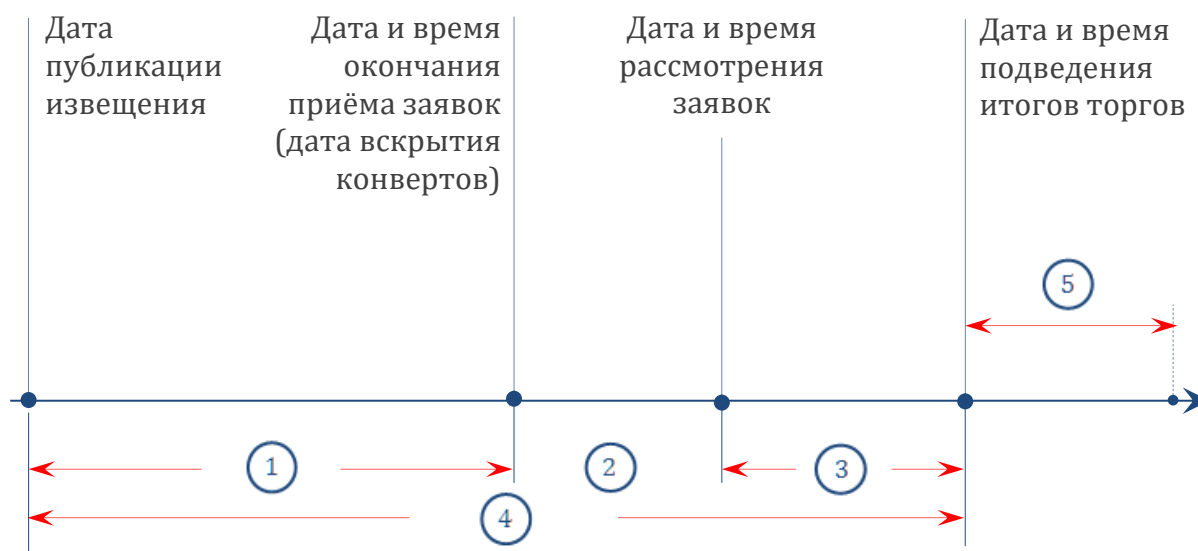 Дата
публикации
извещения
Дата и время
окончания
приёма заявок
(дата вскрытия
конвертов)
Дата и время
рассмотрения
заявок
Дата и время
подведения
итогов торгов
5
1
2
3
4